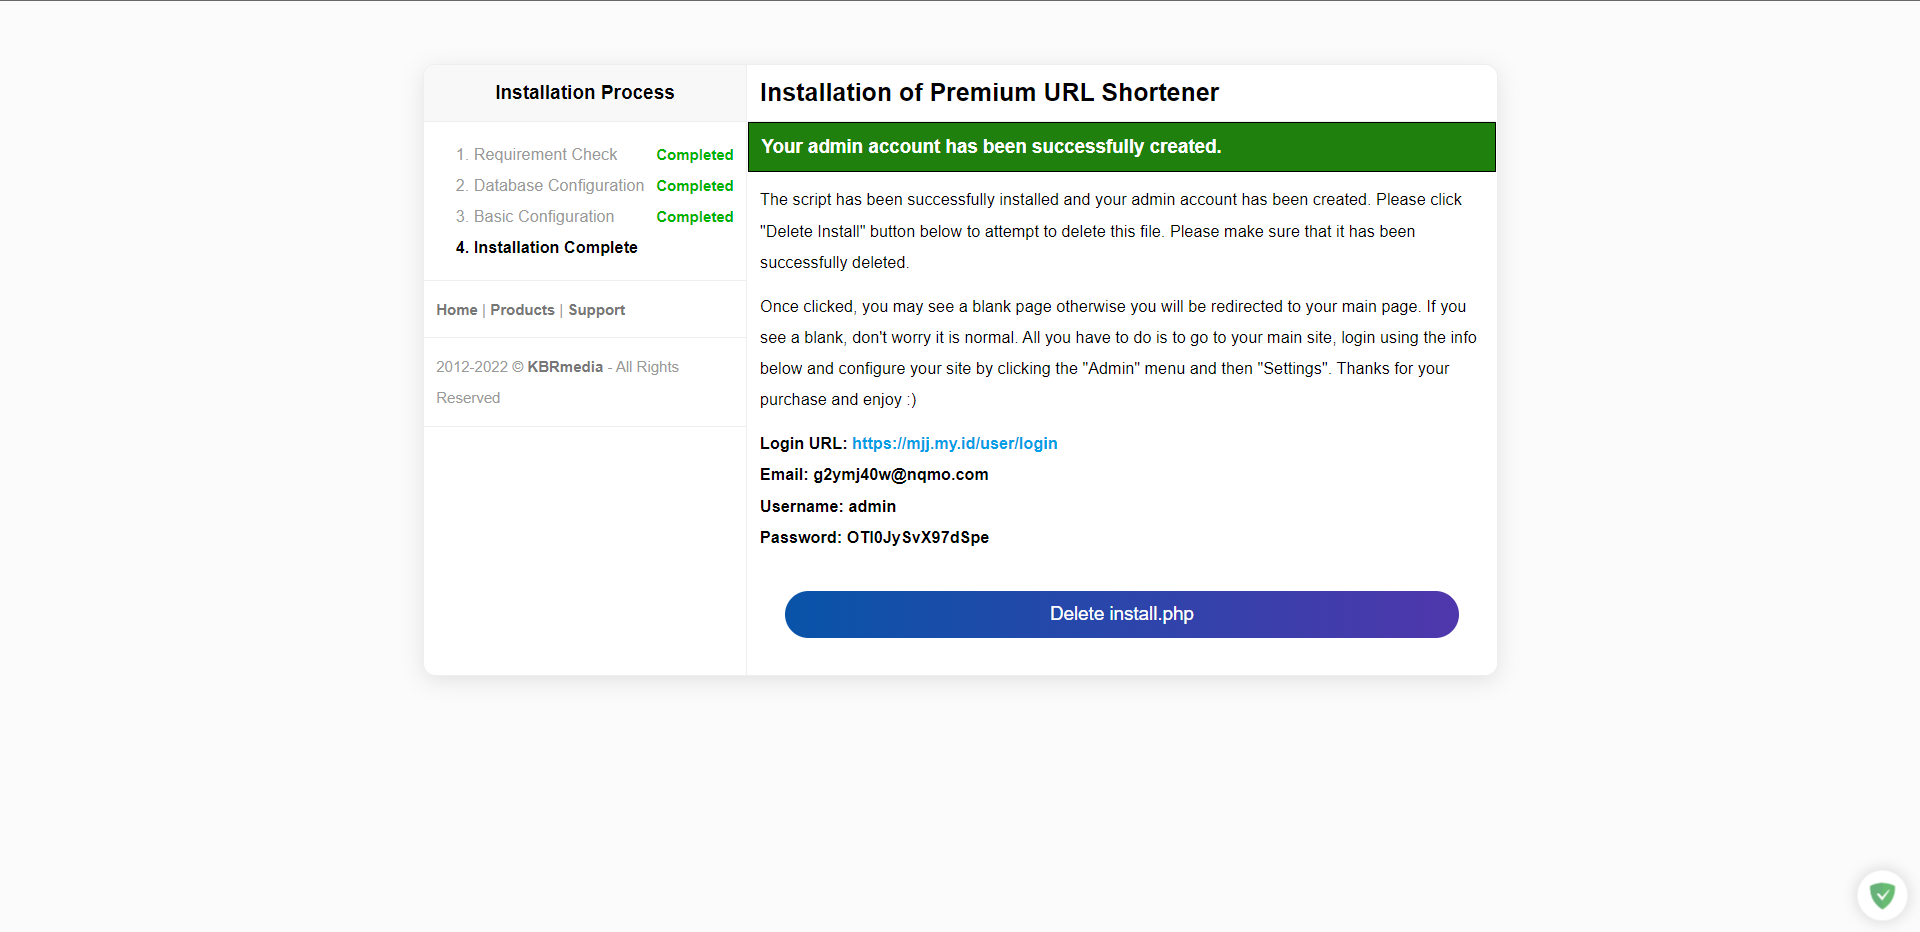 Installation Process
1. Requirement Check Completed
2. Database Configuration Completed
3. Basic Configuration Completed
4. Installation Complete
Home | Products | Support
2012-2022 © KBRmedia - All Rights
Reserved
Installation of Premium URL Shortener
Your admin account has been successfully created.
The script has been successfully installed and your admin account has been created. Please click
"Delete Install" button below to attempt to delete this file. Please make sure that it has been
successfully deleted.
Once clicked, you may see a blank page otherwise you will be redirected to your main page. If you
see a blank, don't worry it is normal. All you have to do is to go to your main site, login using the info
below and configure your site by clicking the "Admin" menu and then "Settings". Thanks for your
purchase and enjoy :)
Login URL: https://mjj.my.id/user/login
Email: g2ymj40w@nqmo.com
Username: admin
Password: OTI0JySvX97dSpe
Delete install.php